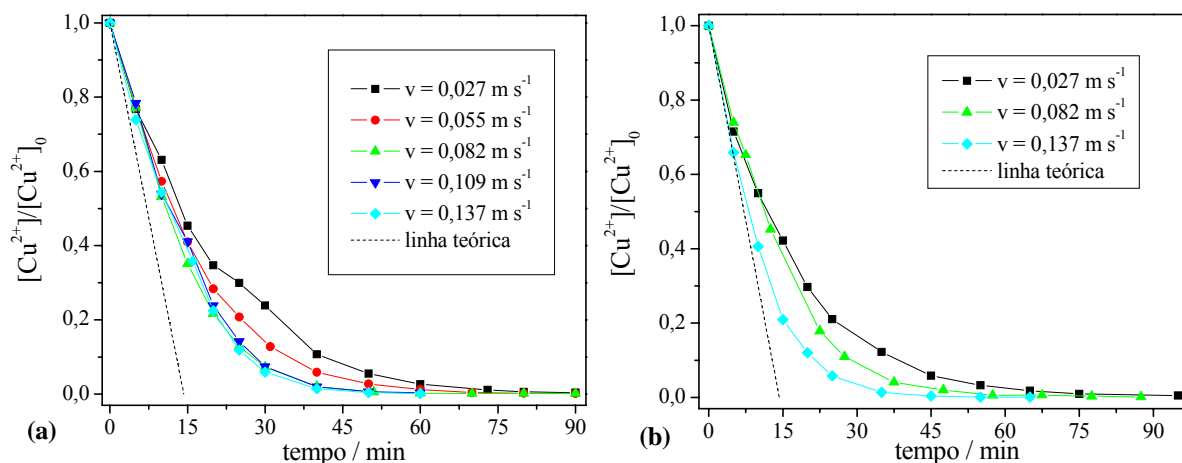 1,0
0,8
0,6
0,4
0,2
0,0
[Cu²⁺]/[Cu²⁺]₀
v = 0,027 m s⁻¹
v = 0,055 m s⁻¹
v = 0,082 m s⁻¹
v = 0,109 m s⁻¹
v = 0,137 m s⁻¹
linha teórica
0 15 30 45 60 75 90
(a)
tempo / min
1,0
0,8
0,6
0,4
0,2
0,0
[Cu²⁺]/[Cu²⁺]₀
v = 0,027 m s⁻¹
v = 0,082 m s⁻¹
v = 0,137 m s⁻¹
linha teórica
0 15 30 45 60 75 90
(b)
tempo / min